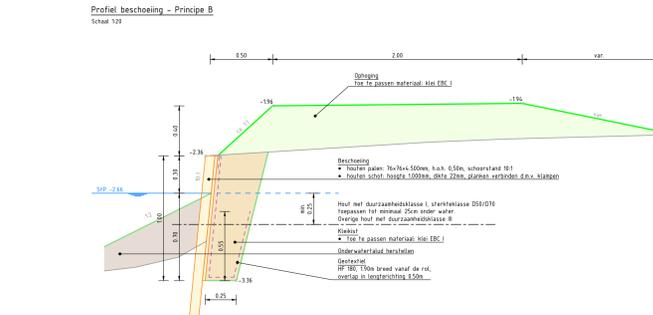 Profiel beschoeiing - Principe B
Schaal 1:20
0.50
2.00
var.
Ophoging
toe te passen materiaal: klei EBC I
-1.96
-1.94
0.40
-2.36
0.30
1.00
0.70
Beschoeiing
• houten palen: 76x76x4.500mm, h.o.h. 0,50m, schoorstand 10:1
• houten schot: hoogte 1.000mm, dikte 22mm, planken verbinden d.m.v. klampen
10:1
S.P. -2.66
min.
0.25
Hout met duurzaamheidsklasse I, sterkteklasse D50/D70
toepassen tot minimaal 25cm onder water.
Overige hout met duurzaamheidsklasse III
Kleikist
• toe te passen materiaal: klei EBC I
0.55
Onderwatertalud herstellen
Geotextiel
HF 180, 1.90m breed vanaf de rol,
overlap in lengterichting 0.50m
-3.36
0.25